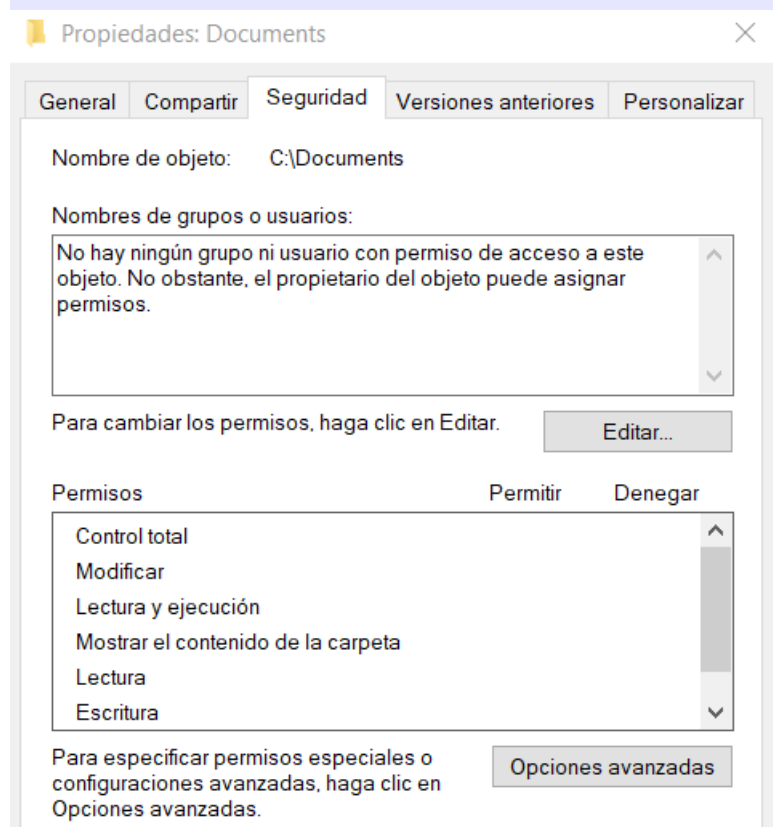 Propiedades: Documents
General Compartir Seguridad Versiones anteriores Personalizar
Nombre de objeto: C:\Documents
Nombres de grupos o usuarios:
No hay ningún grupo ni usuario con permiso de acceso a este
objeto. No obstante, el propietario del objeto puede asignar
permisos.
Para cambiar los permisos, haga clic en Editar. Editar...
Permisos Permitir Denegar
Control total
Modificar
Lectura y ejecución
Mostrar el contenido de la carpeta
Lectura
Escritura
Para especificar permisos especiales o
configuraciones avanzadas, haga clic en
Opciones avanzadas.
Opciones avanzadas